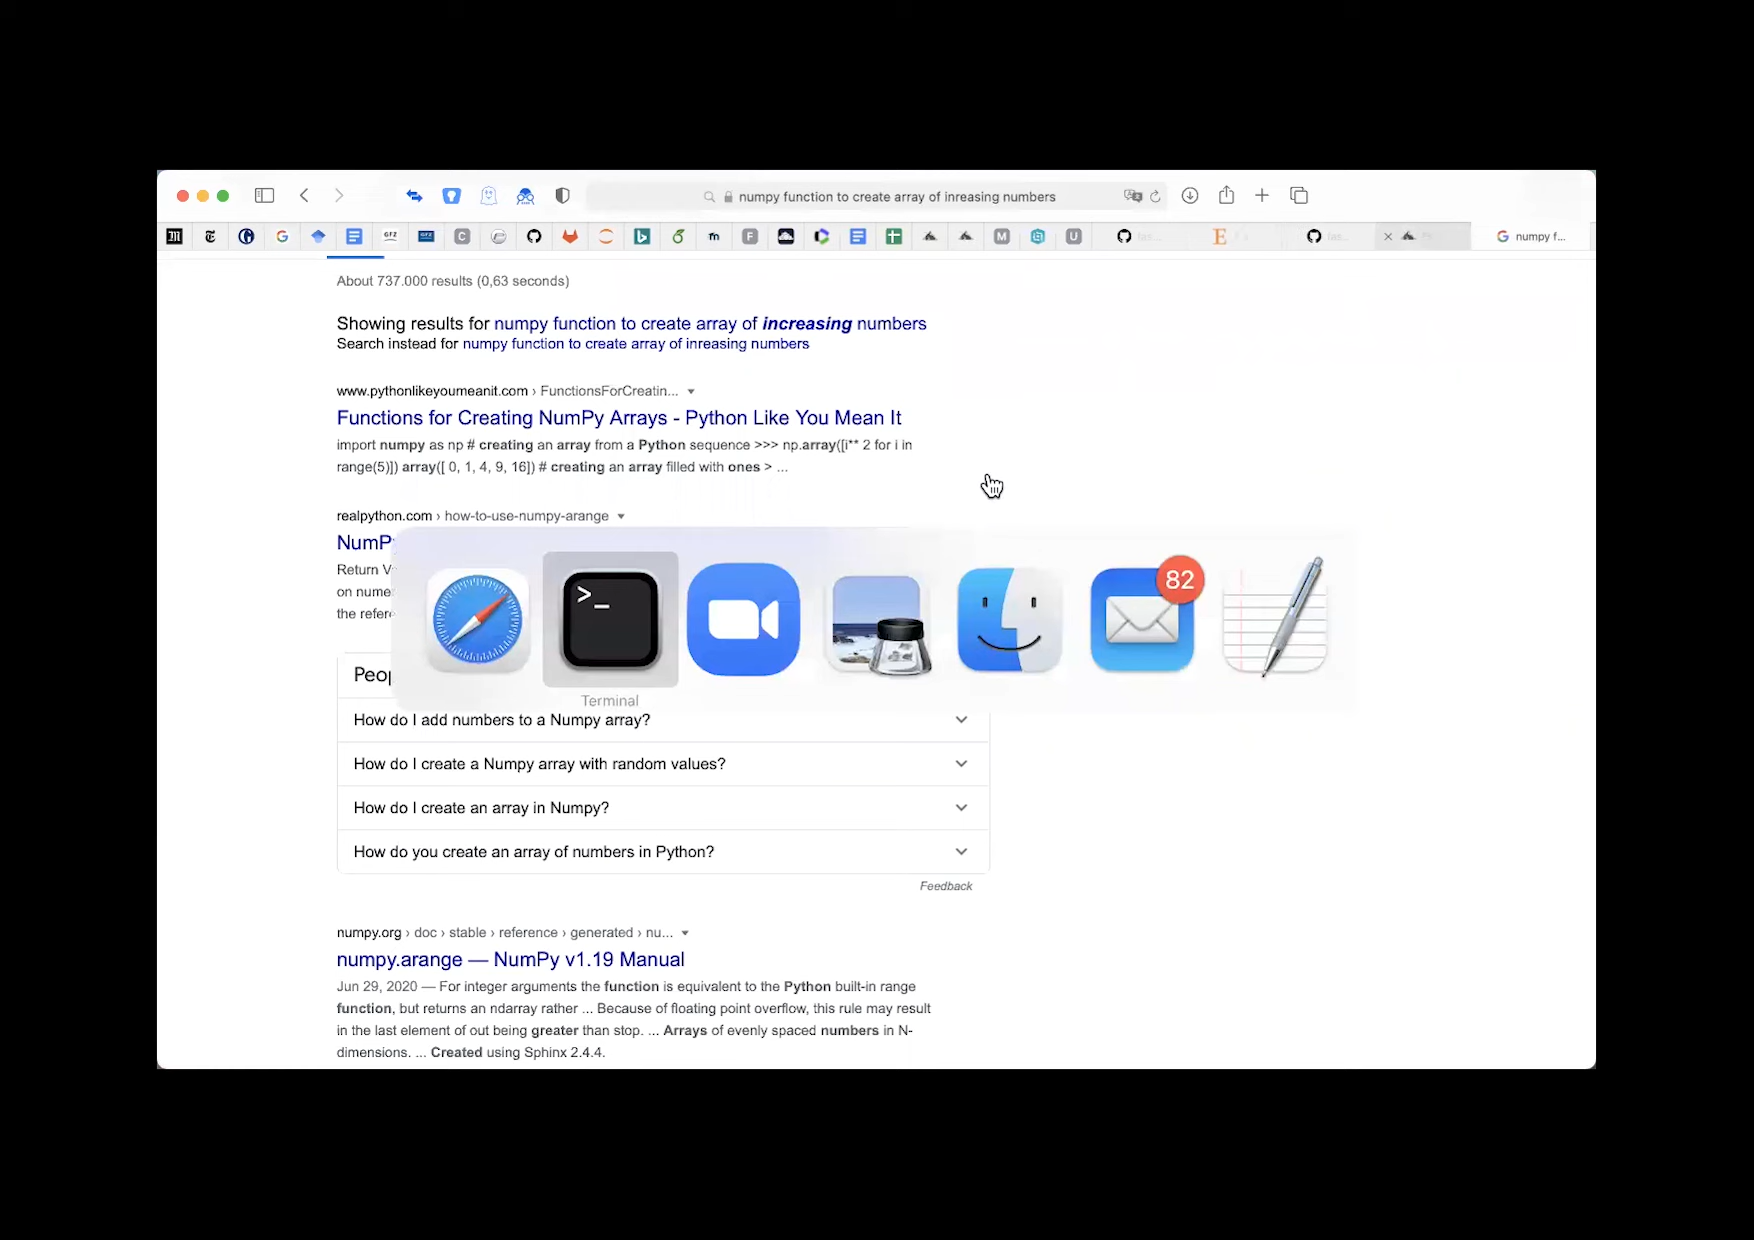 numpy function to create array of inreasing numbers
numpy f...
About 737.000 results (0,63 seconds)
Showing results for numpy function to create array of increasing numbers
Search instead for numpy function to create array of inreasing numbers
www.pythonlikeyoumeanit.com › FunctionsForCreatin...
Functions for Creating NumPy Arrays - Python Like You Mean It
import numpy as np # creating an array from a Python sequence >>> np.array([i** 2 for i in
range(5)]) array([ 0, 1, 4, 9, 16]) # creating an array filled with ones > ...
realpython.com › how-to-use-numpy-arange
NumP
Return V
on nume
the refere
82
Peop
Terminal
How do I add numbers to a Numpy array?
How do I create a Numpy array with random values?
How do I create an array in Numpy?
How do you create an array of numbers in Python?
Feedback
numpy.org › doc › stable › reference › generated › nu...
numpy.arange — NumPy v1.19 Manual
Jun 29, 2020 — For integer arguments the function is equivalent to the Python built-in range
function, but returns an ndarray rather ... Because of floating point overflow, this rule may result
in the last element of out being greater than stop. ... Arrays of evenly spaced numbers in N-
dimensions. ... Created using Sphinx 2.4.4.